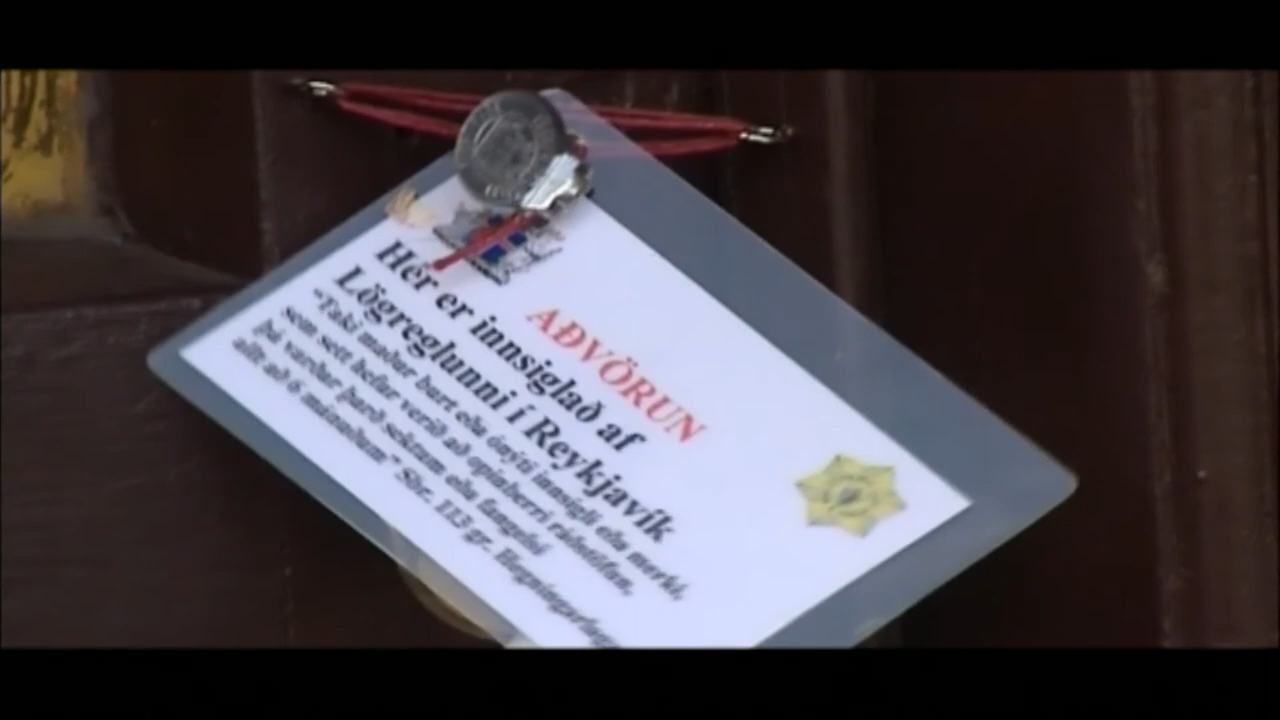 AÐVÖRUN
Hér er innsiglað af
Lögreglunni í Reykjavík
"Taki maður burt eða ónýti innsigli eða merki,
sem sett hefur verið að opinberri ráðstöfun,
þá varðar það sektum eða fangelsi
allt að 6 mánuðum" Sbr. 113 gr.